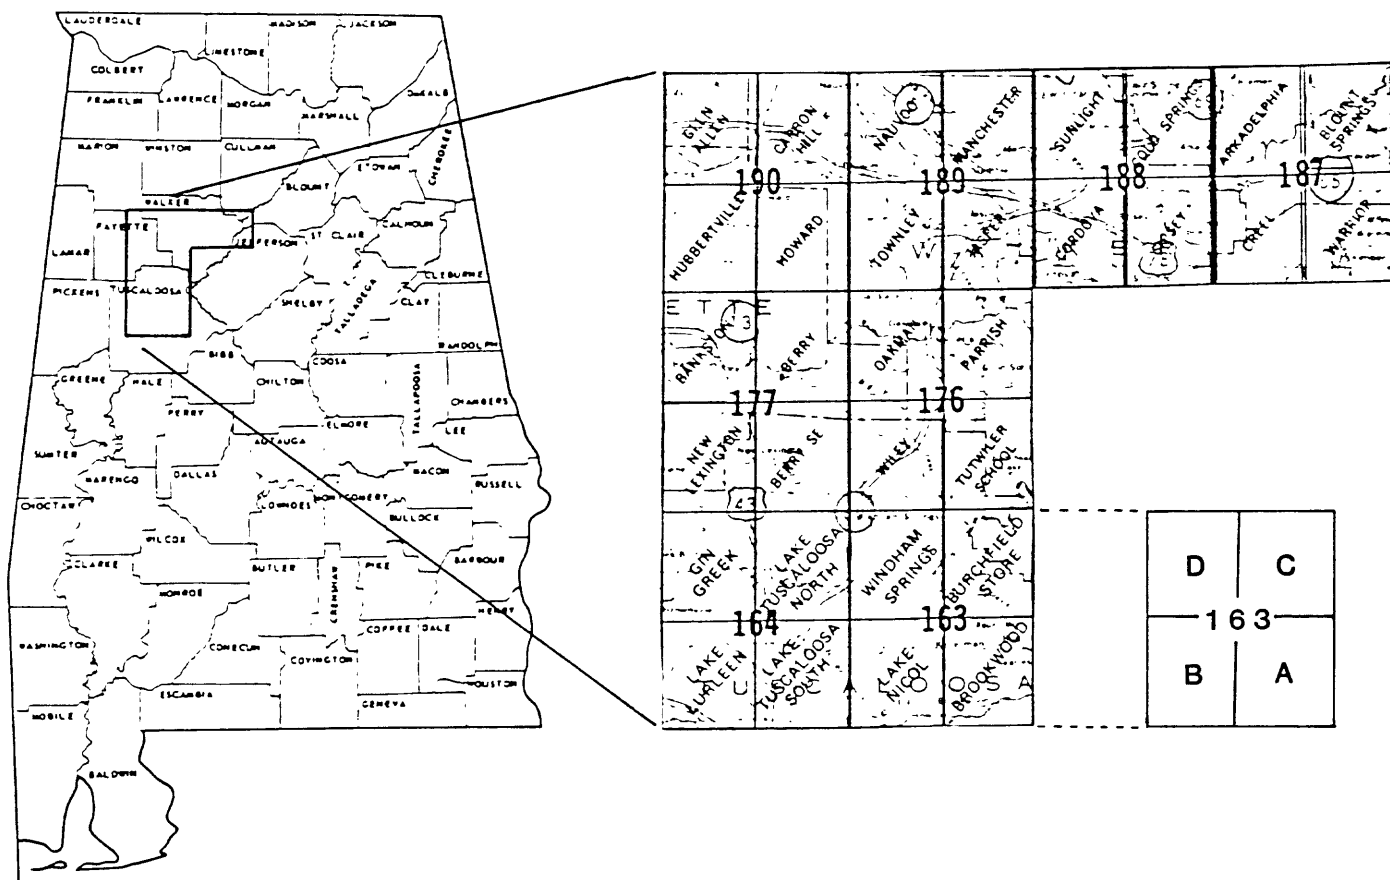 LAUDERDALE
MADISON
JACKSON
LIMESTONE
COLBERT
FRANKLIN
LAWRENCE
MORGAN
DEKALB
MARSHALL
MARION
WINSTON
CULLMAN
CHEROKEE
ETOWAH
BLOUNT
WALKER
FAYETTE
JEFFERSON
ST CLAIR
CALHOUN
LAMAR
CLEBURNE
PICKENS
TUSCALOOSA
SHELBY
TALLADEGA
CLAY
RANDOLPH
BIBB
COOSA
GREENE
HALE
CHILTON
TALLAPOOSA
CHAMBERS
PERRY
ELMORE
LEE
AUTAUGA
SUMTER
MARENGO
DALLAS
MACON
RUSSELL
CHOCTAW
LOWNDES
MONTGOMERY
BULLOCK
WILCOX
CLARKE
BUTLER
PIKE
BARBOUR
MONROE
CRENSHAW
HENRY
COFFEE
DALE
WASHINGTON
CONECUH
COVINGTON
ESCAMBIA
HOUSTON
GENEVA
MOBILE
BALDWIN
GLEN
ALLEN
CARBON
HILL
NAUVOO
MANCHESTER
SUNLIGHT
ARKADELPHIA
BLOUNT
SPRINGS
190
189
188
187
HUBBERTVILLE
HOWARD
TOWNLEY
JASPER
CORDOVA
DORSEY
CREEL
WARRIOR
E T T E
BANKSTON
BERRY
OAKMAN
PARRISH
177
176
NEW
LEXINGTON
BERRY SE
WILEY
TUTWILER
SCHOOL
43
GIN
CREEK
LAKE
TUSCALOOSA
NORTH
WINDHAM
SPRINGS
BURCHFIELD
STORE
164
163
LAKE
LURLEEN
LAKE
TUSCALOOSA
SOUTH
LAKE
NICOL
BROOKWOOD
D
C
163
B
A